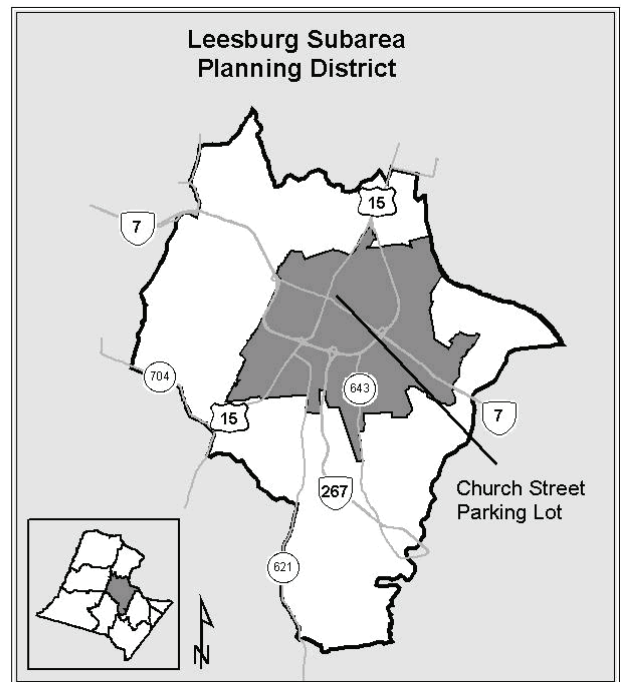 Leesburg Subarea
Planning District
15
7
704
643
15
7
267
Church Street
Parking Lot
621
N